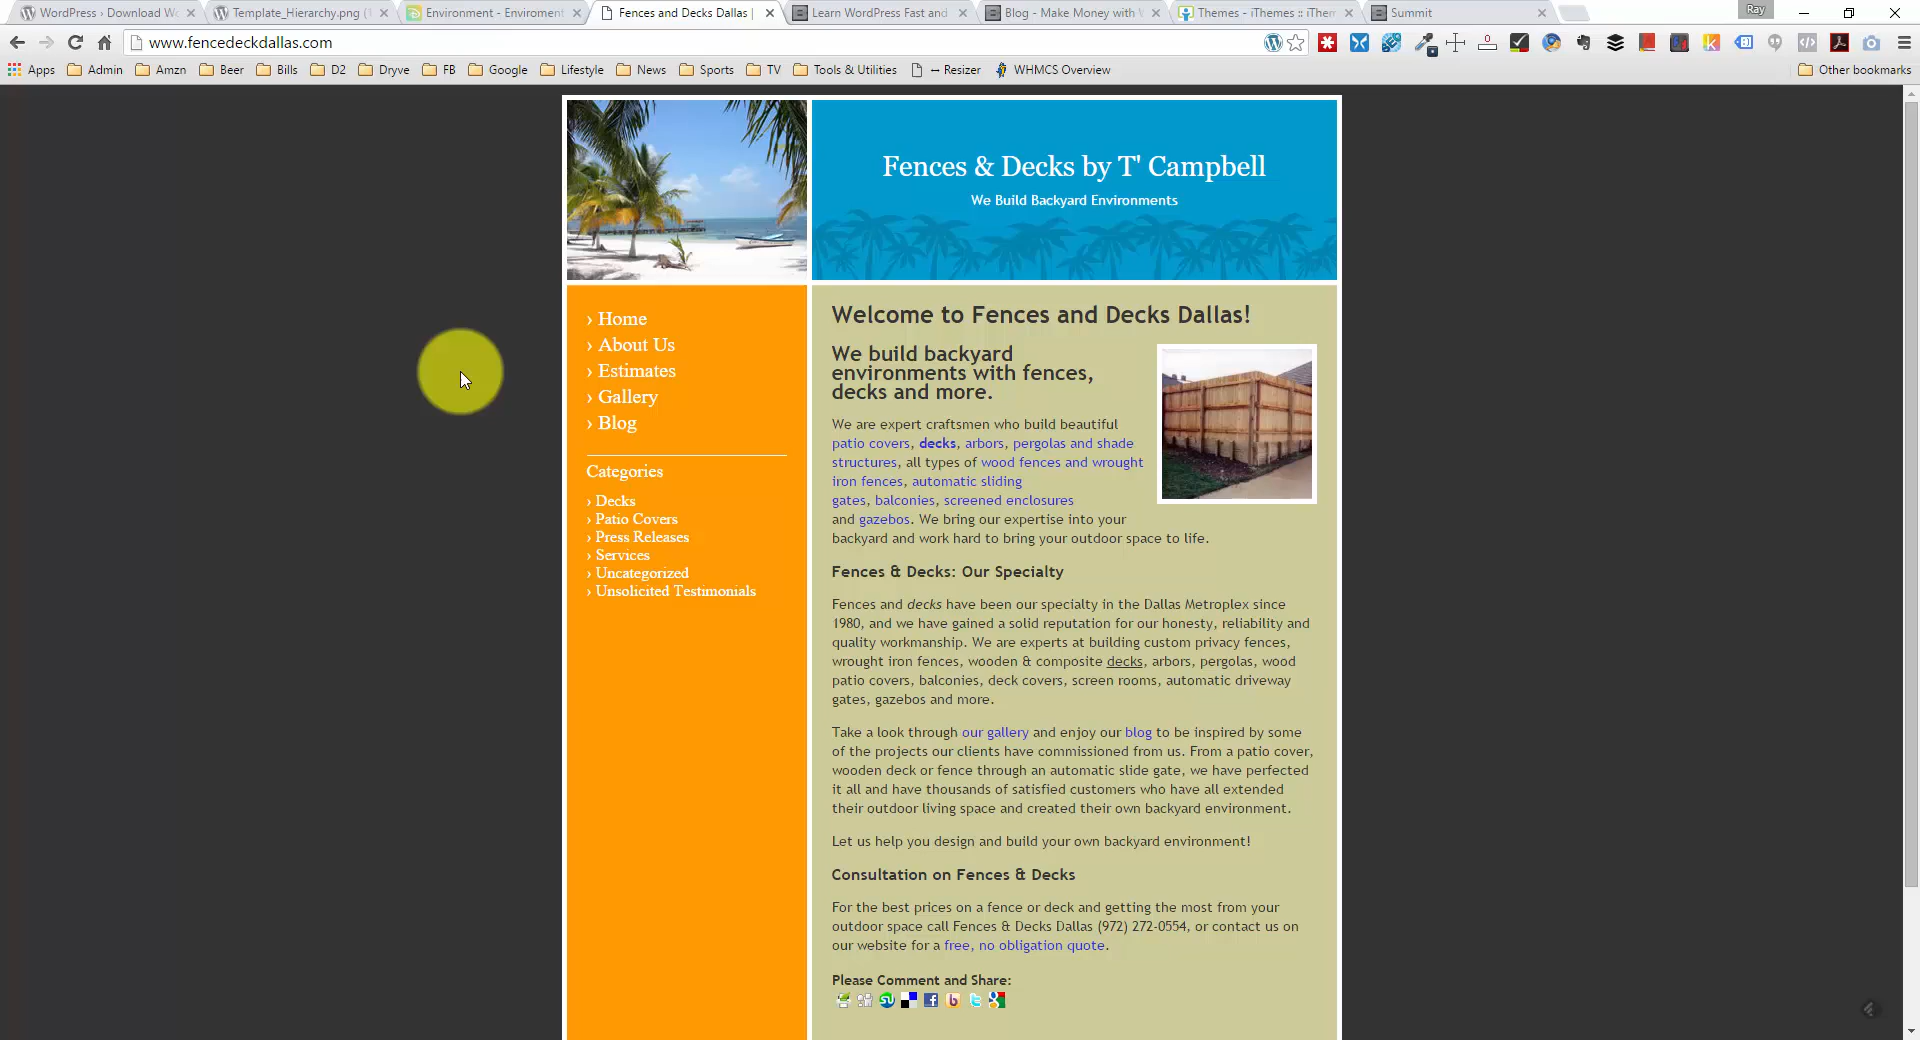 WordPress › Download W
Template_Hierarchy.png (1
Environment - Enviroment
Fences and Decks Dallas |
Learn WordPress Fast and
Blog - Make Money with W
Themes - iThemes :: iThem
Summit
Ray
www.fencedeckdallas.com
0
Apps Admin Amzn Beer Bills D2 Dryve FB Google Lifestyle News Sports TV Tools & Utilities ↔ Resizer WHMCS Overview Other bookmarks
Fences & Decks by T' Campbell
We Build Backyard Environments
› Home
› About Us
› Estimates
› Gallery
› Blog
Categories
› Decks
› Patio Covers
› Press Releases
› Services
› Uncategorized
› Unsolicited Testimonials
Welcome to Fences and Decks Dallas!
We build backyard
environments with fences,
decks and more.
We are expert craftsmen who build beautiful
patio covers, decks, arbors, pergolas and shade
structures, all types of wood fences and wrought
iron fences, automatic sliding
gates, balconies, screened enclosures
and gazebos. We bring our expertise into your
backyard and work hard to bring your outdoor space to life.
Fences & Decks: Our Specialty
Fences and decks have been our specialty in the Dallas Metroplex since
1980, and we have gained a solid reputation for our honesty, reliability and
quality workmanship. We are experts at building custom privacy fences,
wrought iron fences, wooden & composite decks, arbors, pergolas, wood
patio covers, balconies, deck covers, screen rooms, automatic driveway
gates, gazebos and more.
Take a look through our gallery and enjoy our blog to be inspired by some
of the projects our clients have commissioned from us. From a patio cover,
wooden deck or fence through an automatic slide gate, we have perfected
it all and have thousands of satisfied customers who have all extended
their outdoor living space and created their own backyard environment.
Let us help you design and build your own backyard environment!
Consultation on Fences & Decks
For the best prices on a fence or deck and getting the most from your
outdoor space call Fences & Decks Dallas (972) 272-0554, or contact us on
our website for a free, no obligation quote.
Please Comment and Share: